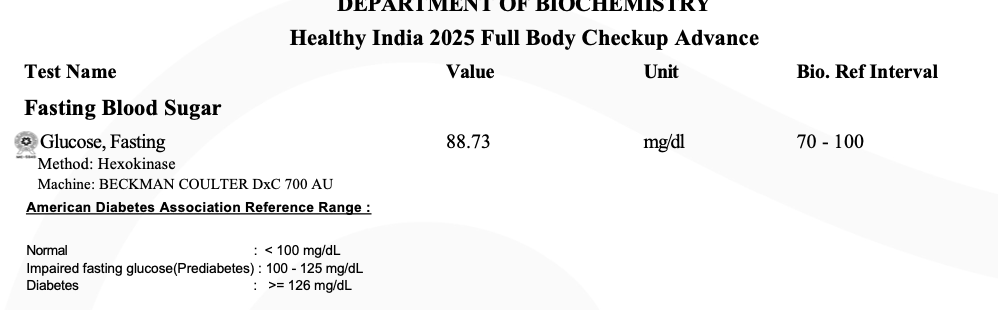 DEPARTMENT OF BIOCHEMISTRY
Healthy India 2025 Full Body Checkup Advance
Test Name Value Unit Bio. Ref Interval
Fasting Blood Sugar
Glucose, Fasting 88.73 mg/dl 70 - 100
Method: Hexokinase
Machine: BECKMAN COULTER DxC 700 AU
American Diabetes Association Reference Range :
Normal : < 100 mg/dL
Impaired fasting glucose(Prediabetes) : 100 - 125 mg/dL
Diabetes : >= 126 mg/dL